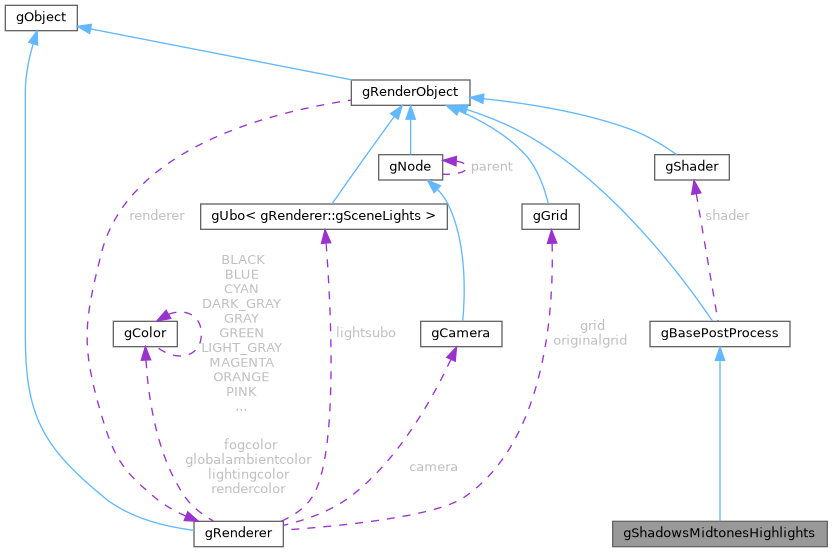 gObject
gRenderObject
gNode
parent
gShader
renderer
gUbo< gRenderer::gSceneLights >
gGrid
shader
BLACK
BLUE
CYAN
DARK_GRAY
GRAY
GREEN
LIGHT_GRAY
MAGENTA
ORANGE
PINK
...
gColor
lightsubo
gCamera
grid
originalgrid
gBasePostProcess
fogcolor
globalambientcolor
lightingcolor
rendercolor
camera
gRenderer
gShadowsMidtonesHighlights